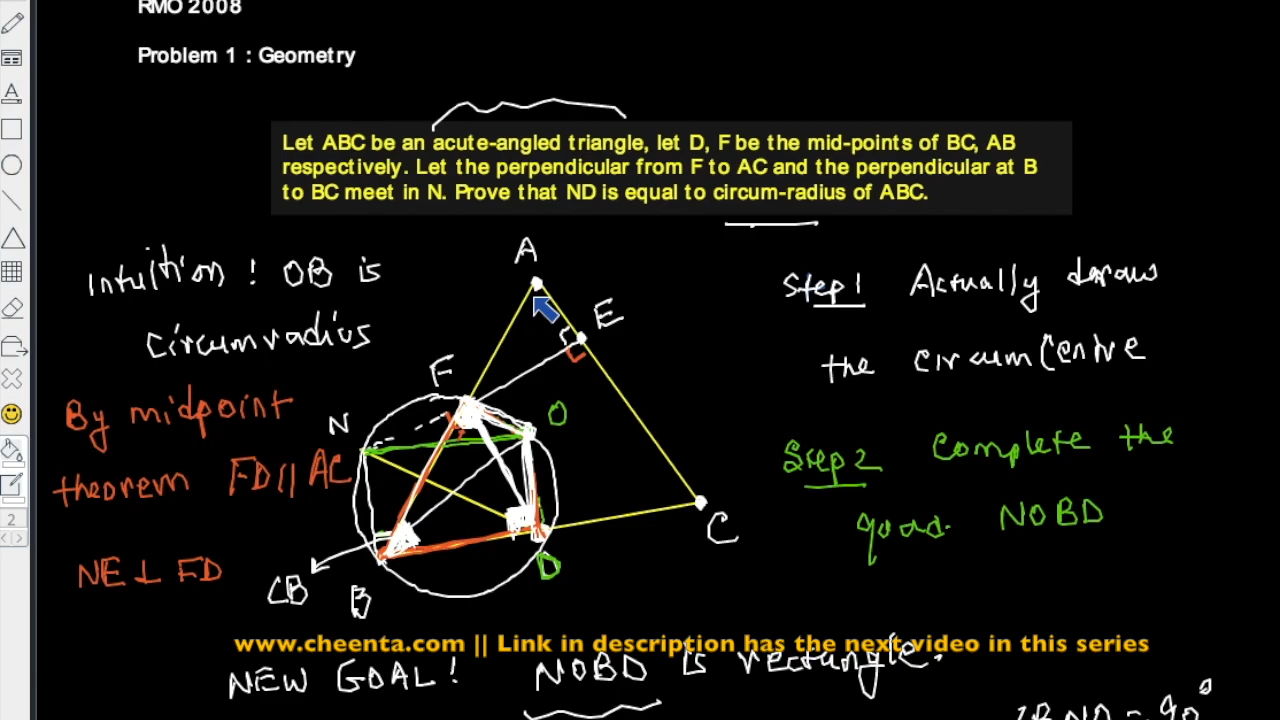 RMO 2008
Problem 1 : Geometry
Let ABC be an acute-angled triangle, let D, F be the mid-points of BC, AB
respectively. Let the perpendicular from F to AC and the perpendicular at B
to BC meet in N. Prove that ND is equal to circum-radius of ABC.
Intuition ! OB is
circumradius
By midpoint
theorem FD || AC
NE ⊥ FD
A
E
F
N
O
C
D
∠B
B
Step 1 Actually draw
the circumcentre
Step 2 Complete the
quad. NOBD
www.cheenta.com || Link in description has the next video in this series
NEW GOAL ! NOBD is rectangle.
2